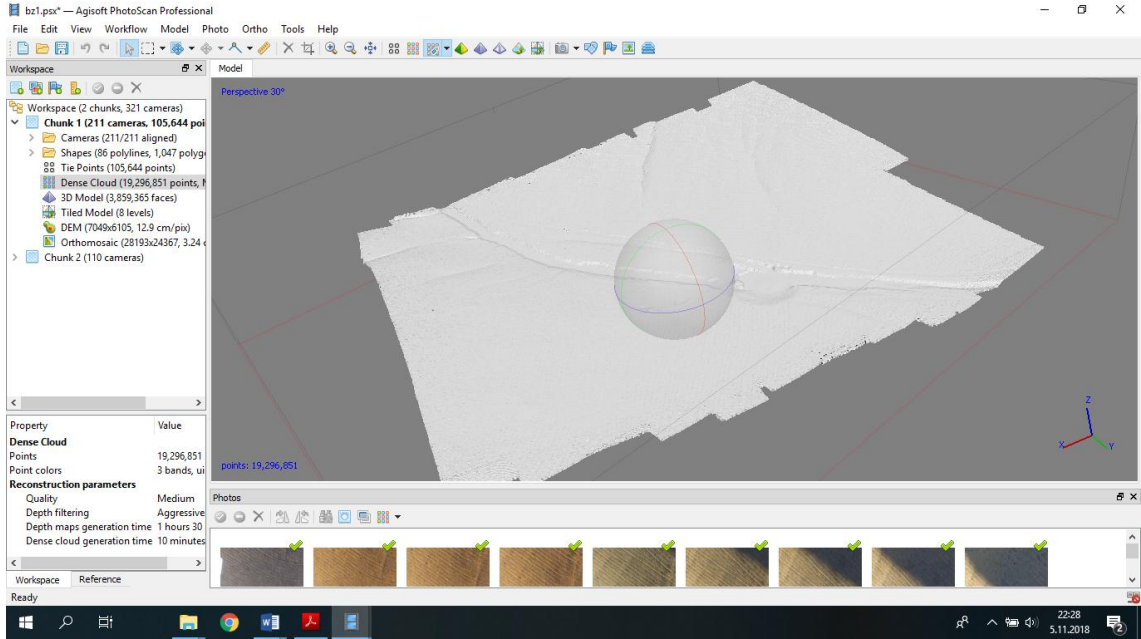 bz1.psx* — Agisoft PhotoScan Professional
File Edit View Workflow Model Photo Ortho Tools Help
Workspace
Model
Perspective 30°
Workspace (2 chunks, 321 cameras)
Chunk 1 (211 cameras, 105,644 poi
Cameras (211/211 aligned)
Shapes (86 polylines, 1,047 polyg
Tie Points (105,644 points)
Dense Cloud (19,296,851 points, M
3D Model (3,859,365 faces)
Tiled Model (8 levels)
DEM (7049x6105, 12.9 cm/pix)
Orthomosaic (28193x24367, 3.24 c
Chunk 2 (110 cameras)
Z
X
Y
points: 19,296,851
Property Value
Dense Cloud
Points 19,296,851
Point colors 3 bands, ui
Reconstruction parameters
Quality Medium
Depth filtering Aggressive
Depth maps generation time 1 hours 30
Dense cloud generation time 10 minutes
Workspace Reference
Photos
Ready
22:28
5.11.2018
2